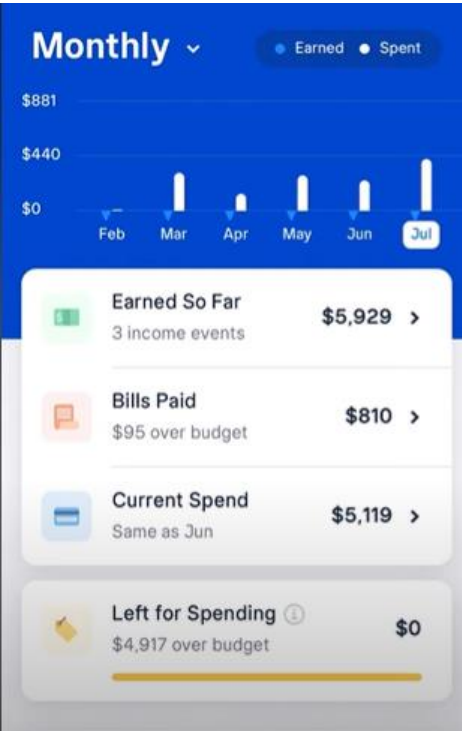 Monthly
Earned Spent
$881
$440
$0
Feb Mar Apr May Jun Jul
Earned So Far
$5,929
3 income events
Bills Paid
$810
$95 over budget
Current Spend
$5,119
Same as Jun
Left for Spending
$0
$4,917 over budget